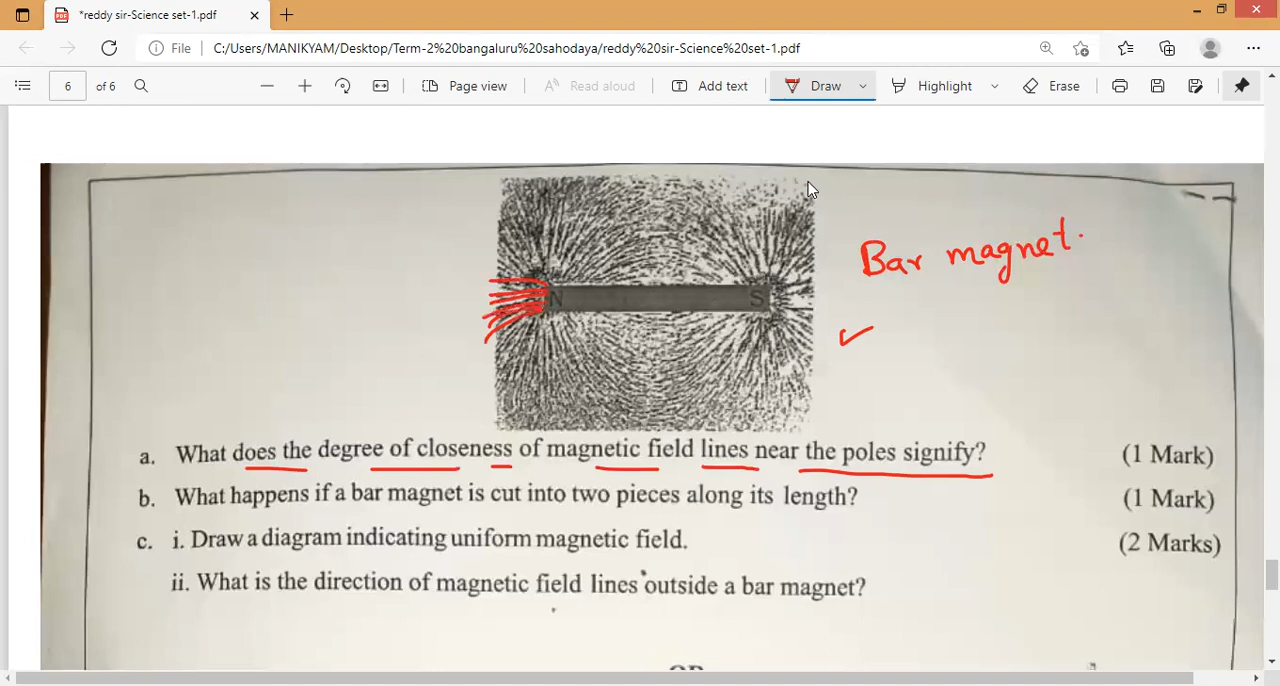 *reddy sir-Science set-1.pdf
File C:/Users/MANIKYAM/Desktop/Term-2%20bangaluru%20sahodaya/reddy%20sir-Science%20set-1.pdf
6 of 6 Page view Read aloud Add text Draw Highlight Erase
Bar magnet.
N S
a. What does the degree of closeness of magnetic field lines near the poles signify? (1 Mark)
b. What happens if a bar magnet is cut into two pieces along its length? (1 Mark)
c. i. Draw a diagram indicating uniform magnetic field. (2 Marks)
ii. What is the direction of magnetic field lines outside a bar magnet?